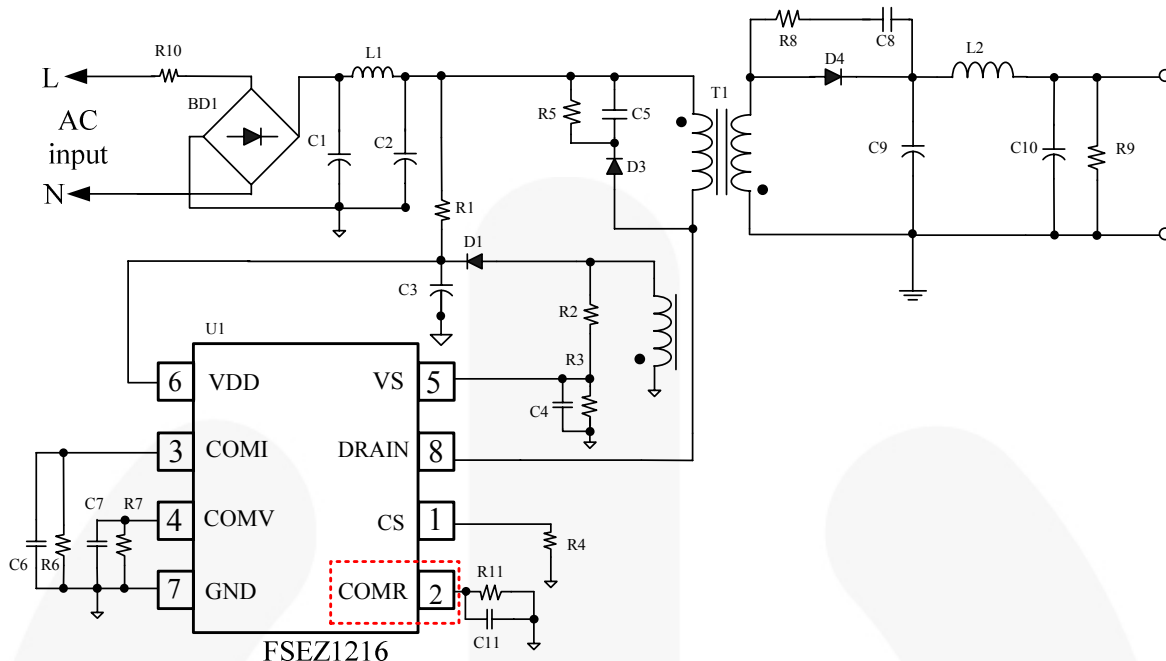 R10
L1
L
BD1
AC
input
C1
C2
N
R5
C5
D3
T1
R8
C8
D4
L2
C9
C10
R9
R1
D1
C3
R2
R3
C4
U1
6 VDD
VS 5
3 COMI
DRAIN 8
C7
R7
4 COMV
CS 1
C6
R6
R4
7 GND
COMR 2
R11
C11
FSEZ1216